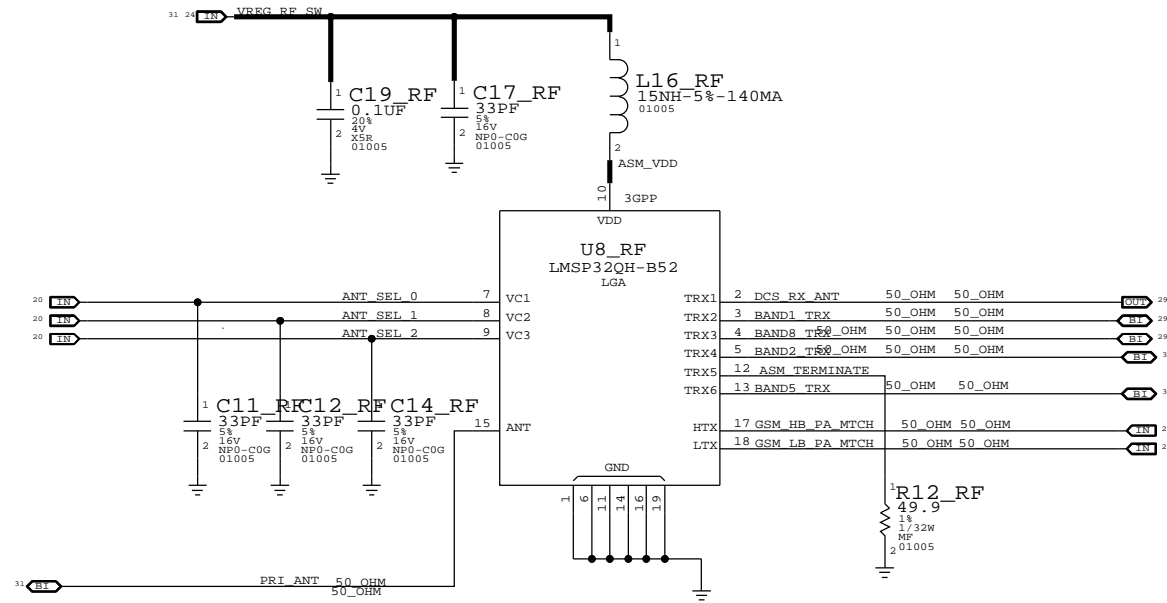 31 24 IN VREG_RF_SW
1
L16_RF
15NH-5%-140MA
01005
2
ASM_VDD
1 C19_RF
0.1UF
20%
4V
2 X5R
01005
1 C17_RF
33PF
5%
16V
2 NP0-C0G
01005
10 3GPP
VDD
U8_RF
LMSP32QH-B52
LGA
20 IN ANT_SEL_0 7 VC1
20 IN ANT_SEL_1 8 VC2
20 IN ANT_SEL_2 9 VC3
TRX1 2 DCS_RX_ANT 50_OHM 50_OHM OUT 29
TRX2 3 BAND1_TRX 50_OHM 50_OHM BI 29
TRX3 4 BAND8_TRX 50_OHM 50_OHM 50_OHM BI 29
TRX4 5 BAND2_TRX 50_OHM 50_OHM 50_OHM BI 3
TRX5 12 ASM_TERMINATE
TRX6 13 BAND5_TRX 50_OHM 50_OHM BI 3
1 C11_RF
33PF
5%
16V
2 NP0-C0G
01005
1 C12_RF
33PF
5%
16V
2 NP0-C0G
01005
1 C14_RF
33PF
5%
16V
2 NP0-C0G
01005
15 ANT
HTX 17 GSM_HB_PA_MTCH 50_OHM 50_OHM IN 2
LTX 18 GSM_LB_PA_MTCH 50_OHM 50_OHM IN 2
GND
1 6 11 14 16 19
1 R12_RF
49.9
1%
1/32W
MF
2 01005
31 BI PRI_ANT 50_OHM
50_OHM